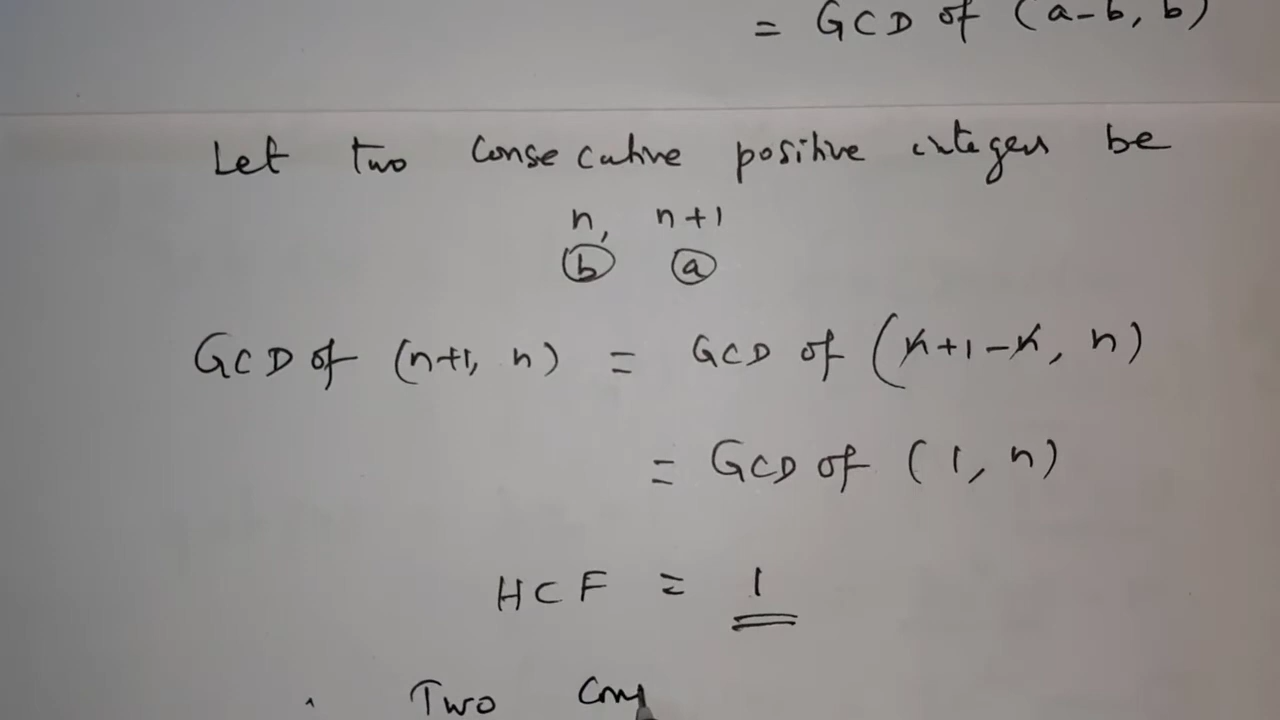 = GCD of (a-b, b)
Let two consecutive positive integers be
n, n+1
b a
GCD of (n+1, n) = GCD of (n+1-n, n)
= GCD of (1, n)
HCF = 1
Two Con